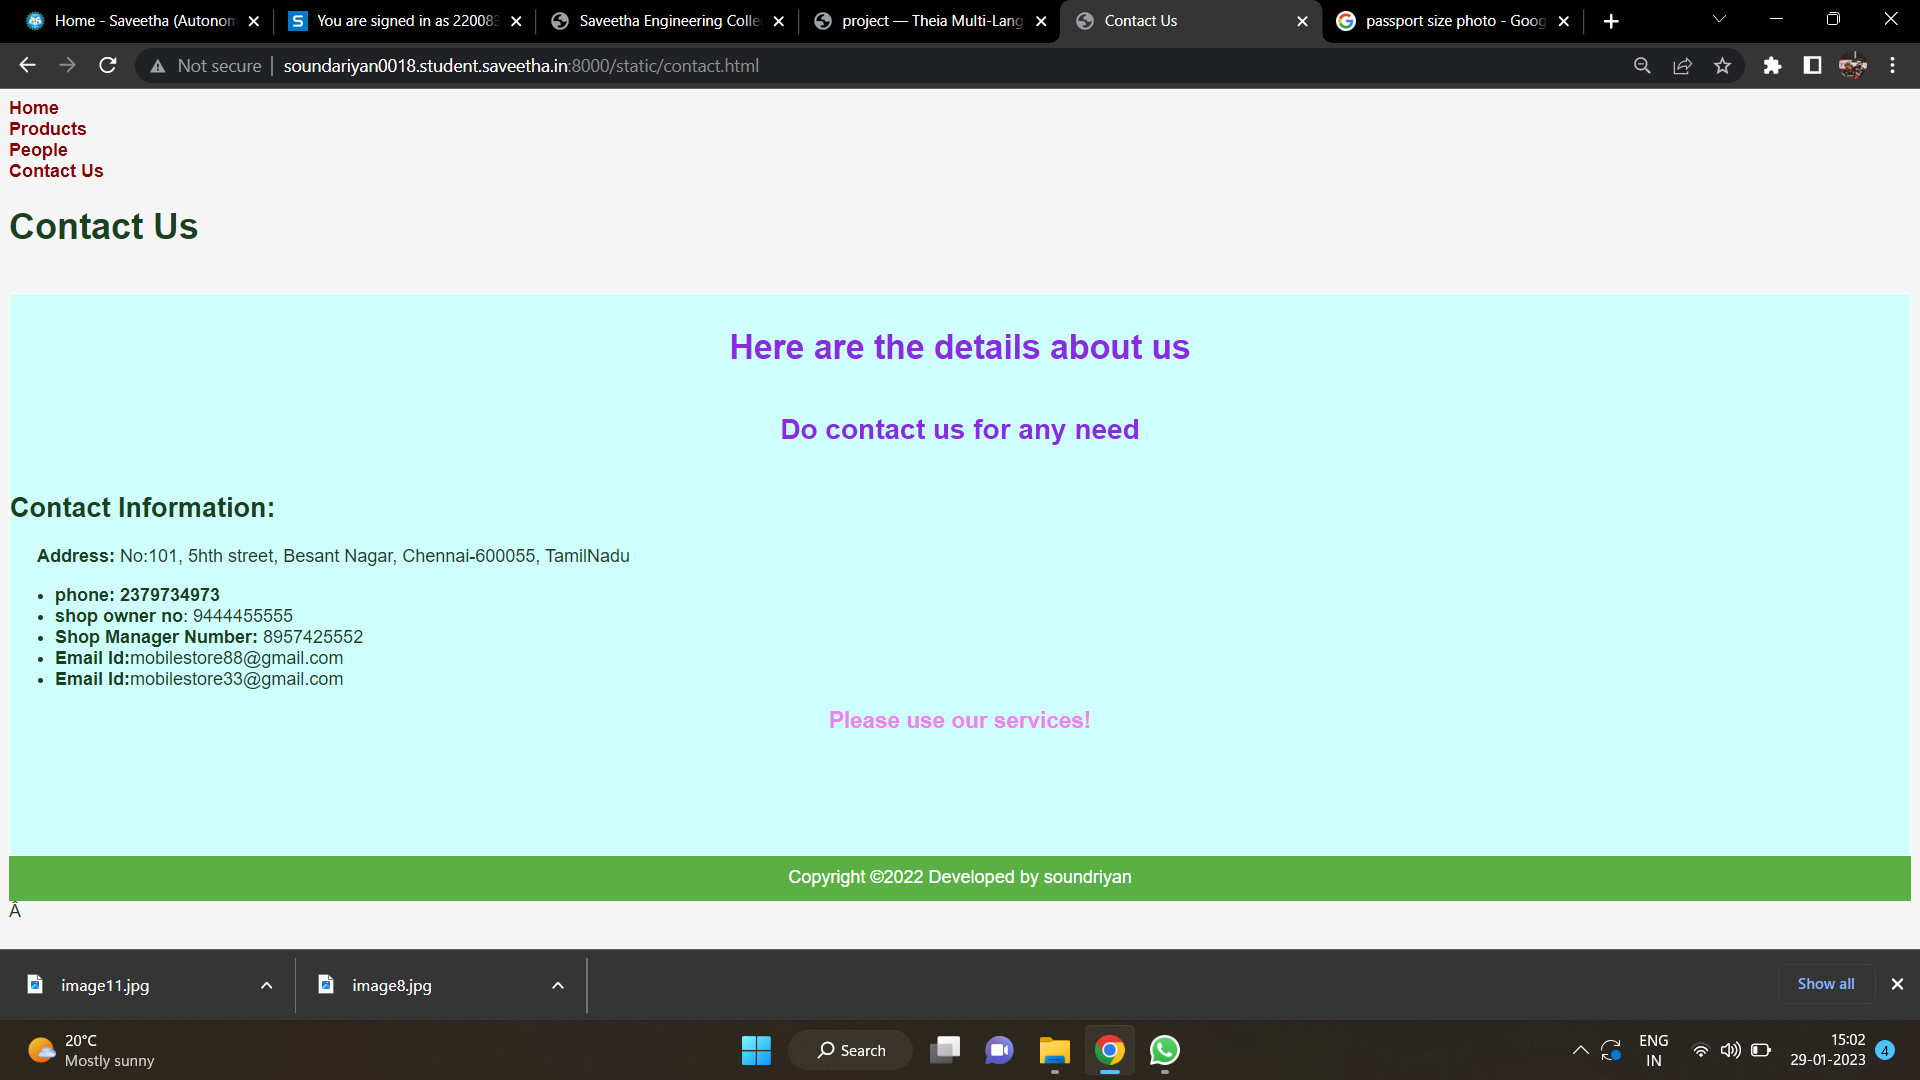 Home - Saveetha (Autonom
You are signed in as 220083
Saveetha Engineering Colle
project — Theia Multi-Lang
Contact Us
passport size photo - Goog
Not secure
soundariyan0018.student.saveetha.in:8000/static/contact.html
Home
Products
People
Contact Us
Contact Us
Here are the details about us
Do contact us for any need
Contact Information:
Address: No:101, 5hth street, Besant Nagar, Chennai-600055, TamilNadu
• phone: 2379734973
• shop owner no: 9444455555
• Shop Manager Number: 8957425552
• Email Id:mobilestore88@gmail.com
• Email Id:mobilestore33@gmail.com
Please use our services!
Copyright ©2022 Developed by soundriyan
Â
image11.jpg
image8.jpg
Show all
20°C
Mostly sunny
Search
ENG
IN
15:02
29-01-2023
4